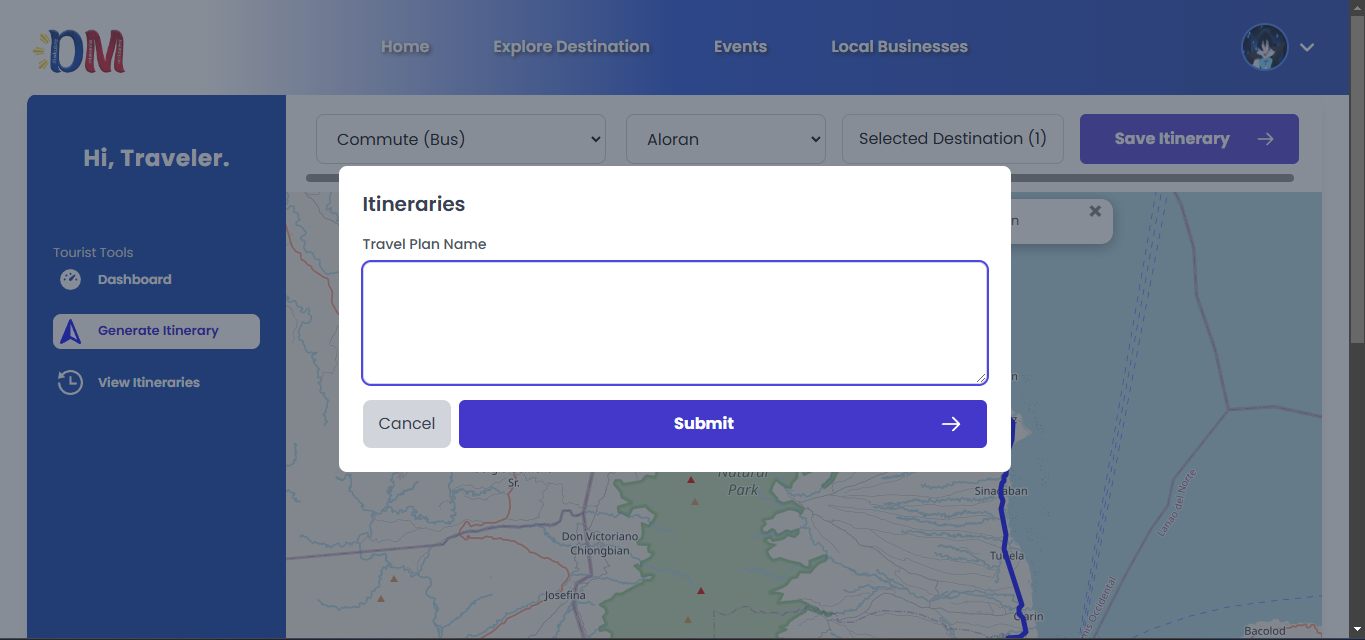 DM
Home
Explore Destination
Events
Local Businesses
Hi, Traveler.
Commute (Bus)
Aloran
Selected Destination (1)
Save Itinerary
Itineraries
Travel Plan Name
Tourist Tools
Dashboard
Generate Itinerary
View Itineraries
Cancel
Submit
Sr.
Natural
Park
Sinacaban
Don Victoriano
Chiongbian
Tudela
Josefina
Clarin
Lanao del Norte
Bacolod